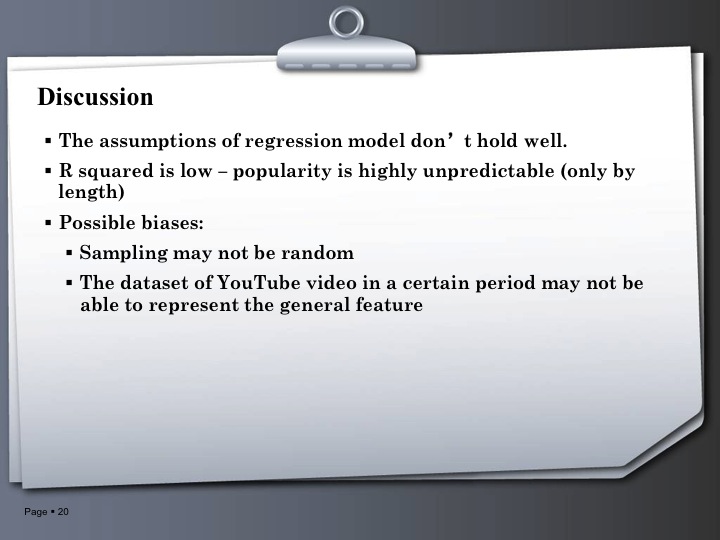 Discussion
▪ The assumptions of regression model don’t hold well.
▪ R squared is low – popularity is highly unpredictable (only by
length)
▪ Possible biases:
▪ Sampling may not be random
▪ The dataset of YouTube video in a certain period may not be
able to represent the general feature
Page ▪ 20